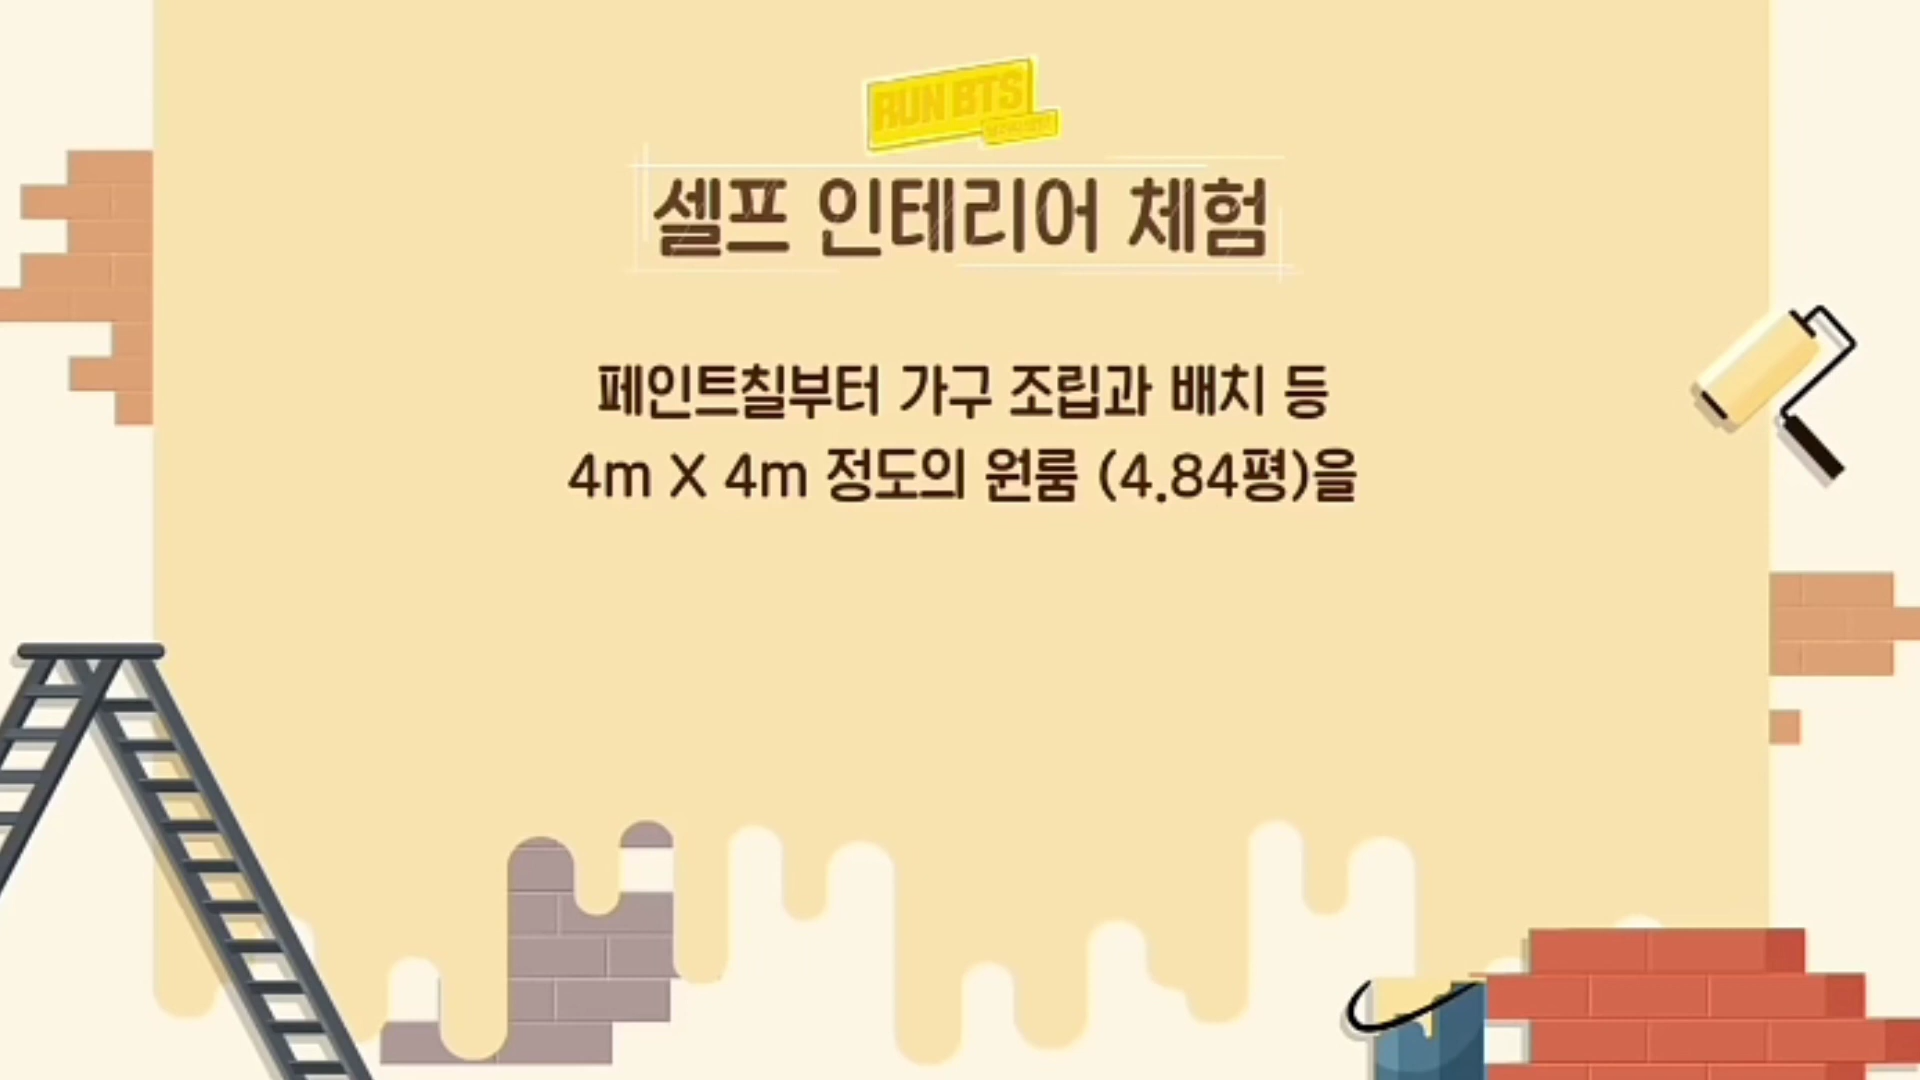 RUN BTS
셀프 인테리어 체험
페인트칠부터 가구 조립과 배치 등
4m X 4m 정도의 원룸 (4.84평)을